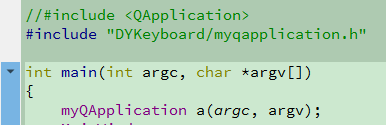 //#include <QApplication>
#include "DYKeyboard/myqapplication.h"
int main(int argc, char *argv[])
{
myQApplication a(argc, argv);